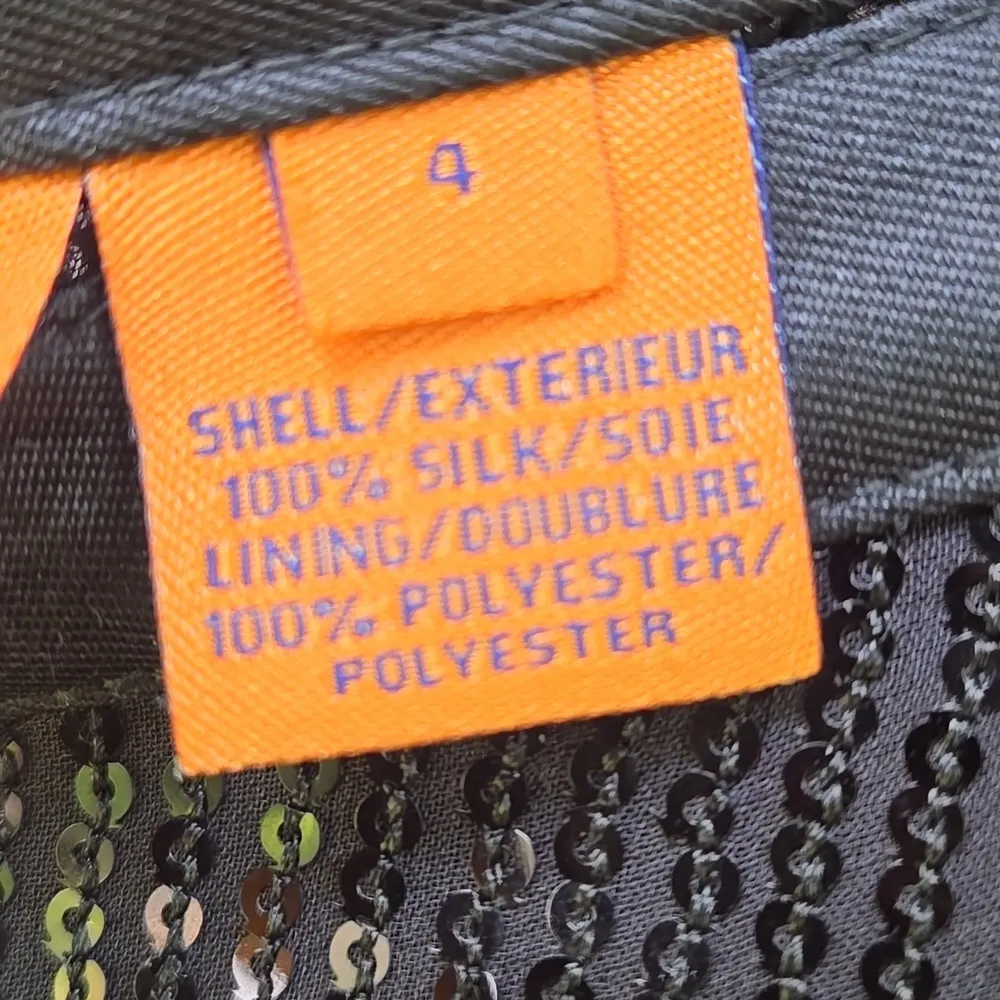 4
SHELL/EXTERIEUR
100% SILK/SOIE
LINING/DOUBLURE
100% POLYESTER/
POLYESTER